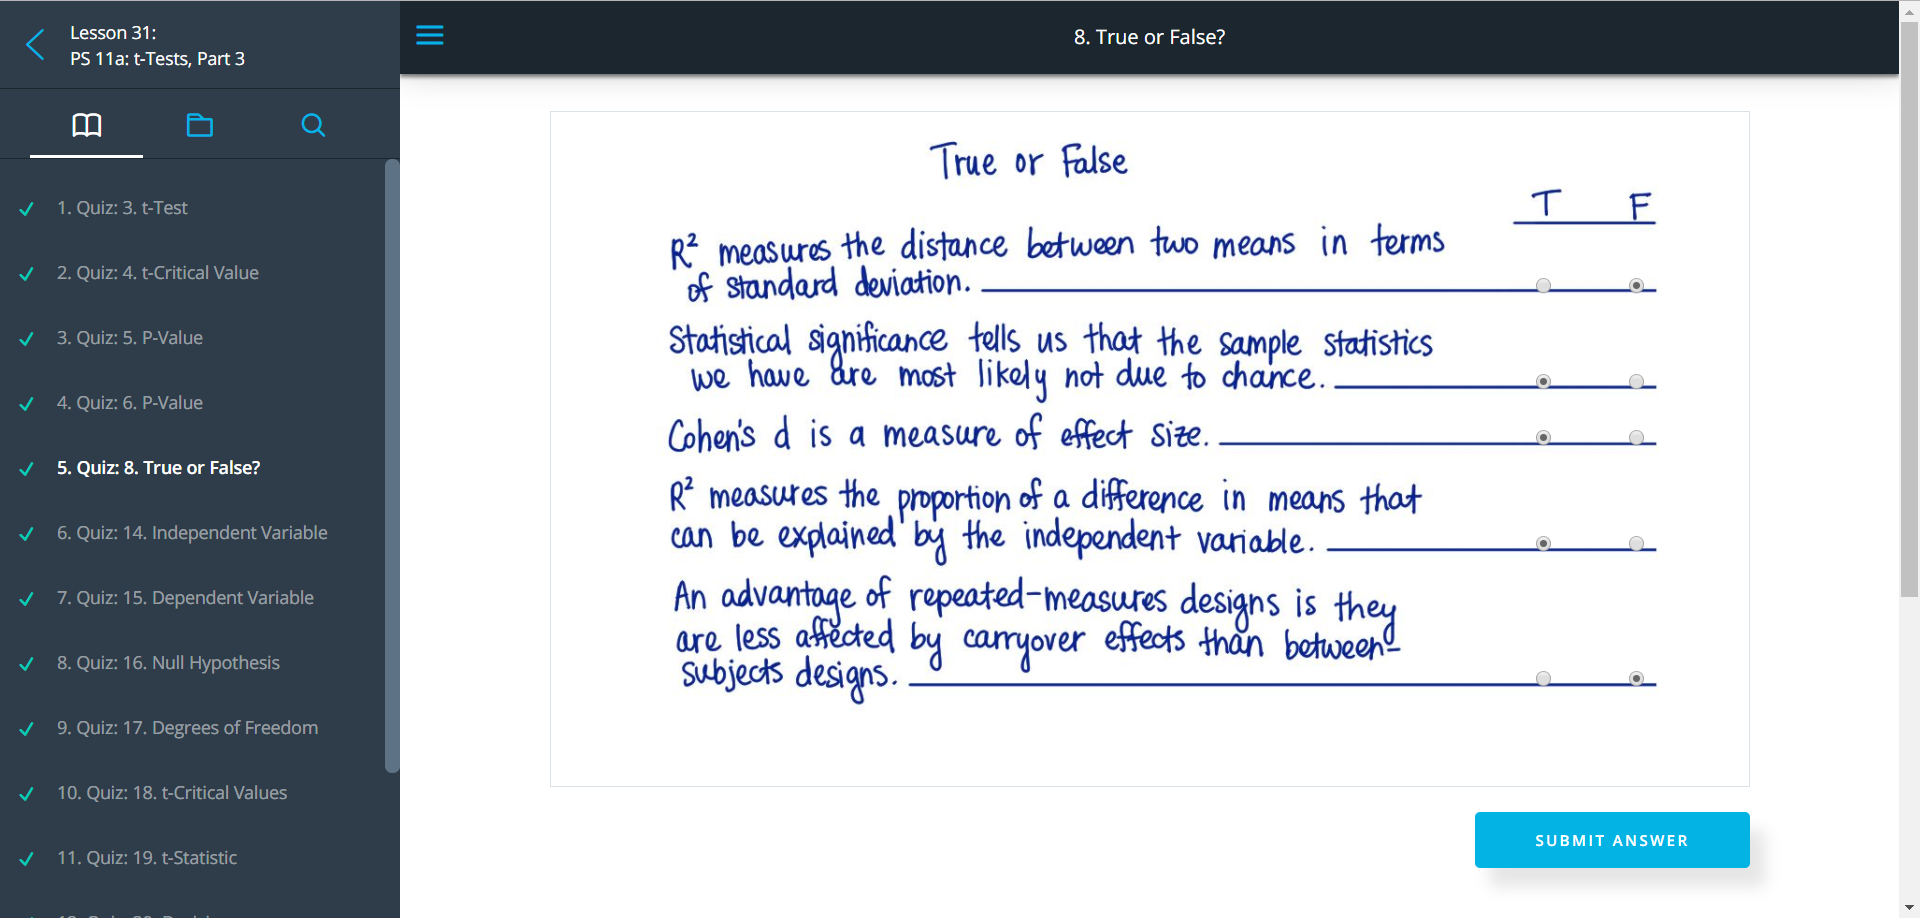 Lesson 31:
PS 11a: t-Tests, Part 3
1. Quiz: 3. t-Test
2. Quiz: 4. t-Critical Value
3. Quiz: 5. P-Value
4. Quiz: 6. P-Value
5. Quiz: 8. True or False?
6. Quiz: 14. Independent Variable
7. Quiz: 15. Dependent Variable
8. Quiz: 16. Null Hypothesis
9. Quiz: 17. Degrees of Freedom
10. Quiz: 18. t-Critical Values
11. Quiz: 19. t-Statistic
8. True or False?
True or False
T F
R² measures the distance between two means in terms
of standard deviation.
Statistical significance tells us that the sample statistics
we have are most likely not due to chance.
Cohen's d is a measure of effect size.
R² measures the proportion of a difference in means that
can be explained by the independent variable.
An advantage of repeated-measures designs is they
are less affected by carryover effects than between-
subjects designs.
SUBMIT ANSWER